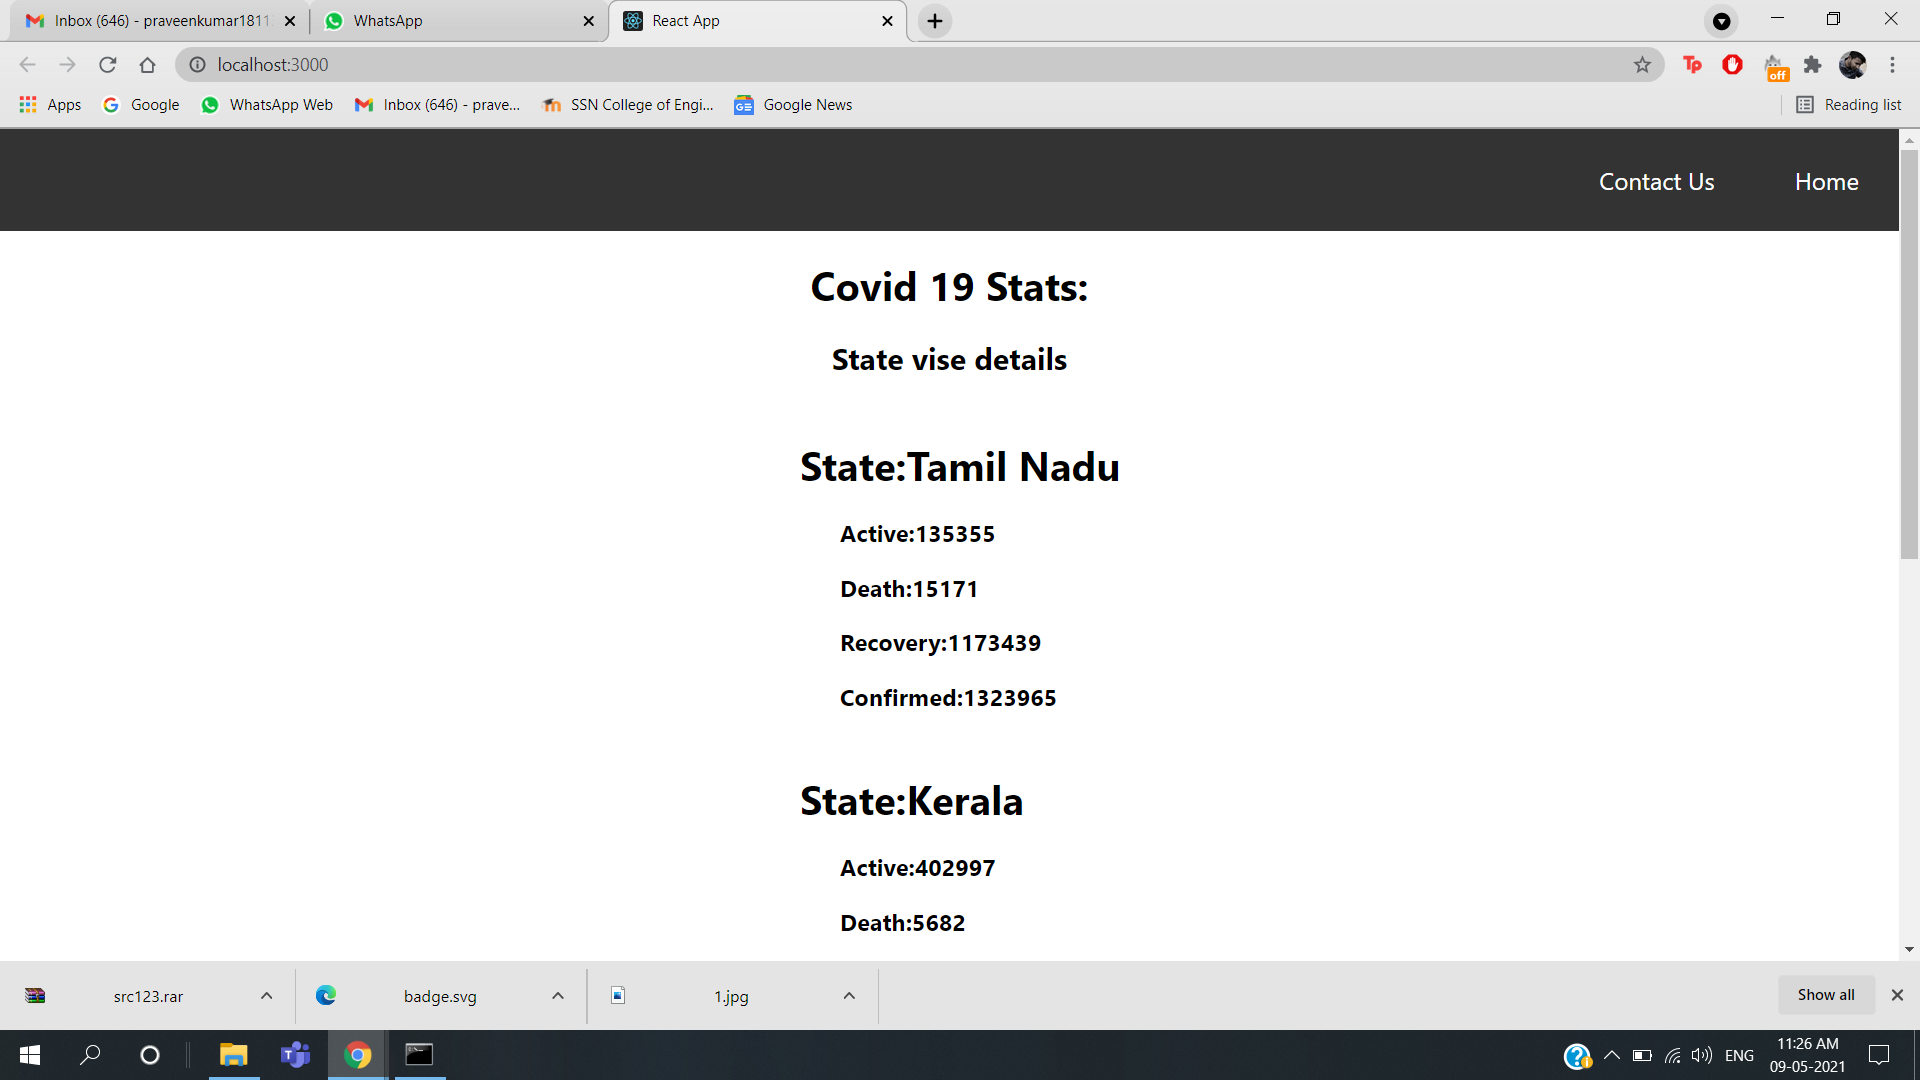 Inbox (646) - praveenkumar1811
WhatsApp
React App
localhost:3000
Tp
off
Apps
Google
WhatsApp Web
Inbox (646) - prave...
SSN College of Engi...
GE
Google News
Reading list
Contact Us
Home
Covid 19 Stats:
State vise details
State:Tamil Nadu
Active:135355
Death:15171
Recovery:1173439
Confirmed:1323965
State:Kerala
Active:402997
Death:5682
src123.rar
badge.svg
1.jpg
Show all
ENG
11:26 AM
09-05-2021